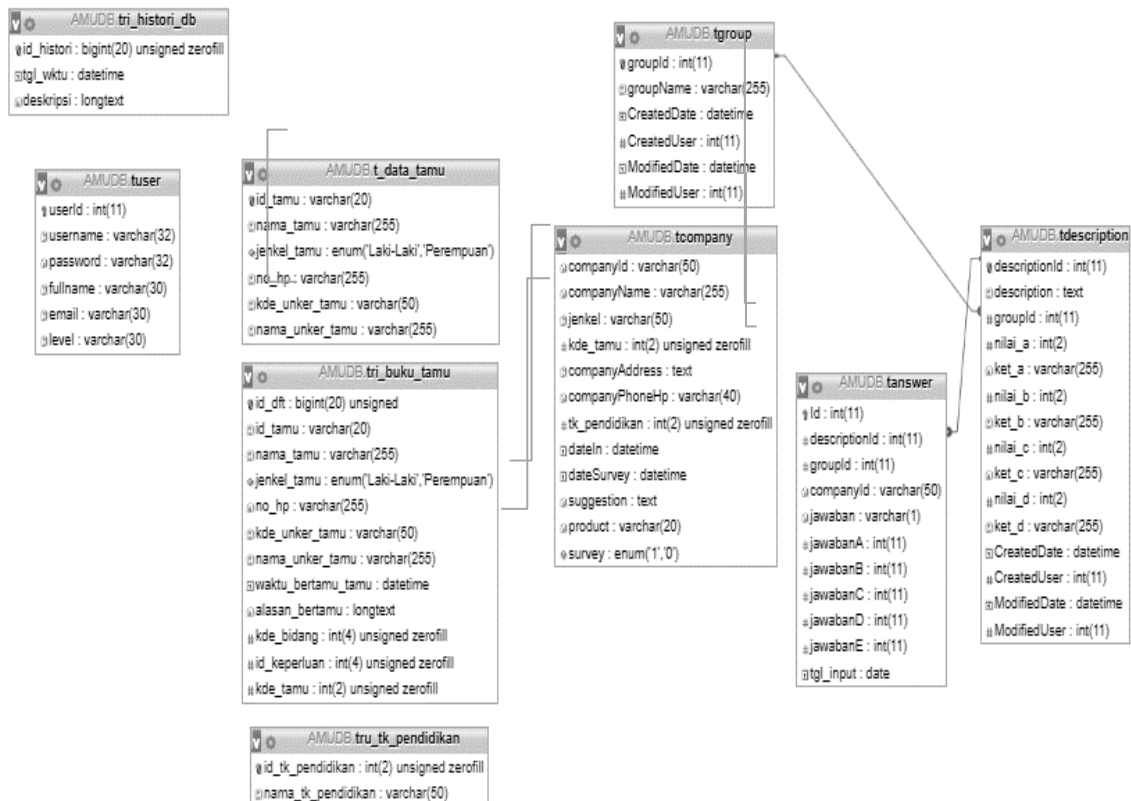 AMUDB.tri_histori_db
id_histori : bigint(20) unsigned zerofill
tgl_wktu : datetime
deskripsi : longtext
AMUDB.tuser
userId : int(11)
username : varchar(32)
password : varchar(32)
fullname : varchar(30)
email : varchar(30)
level : varchar(30)
AMUDB.t_data_tamu
id_tamu : varchar(20)
nama_tamu : varchar(255)
jenkel_tamu : enum('Laki-Laki','Perempuan')
no_hp : varchar(255)
kde_unker_tamu : varchar(50)
nama_unker_tamu : varchar(255)
AMUDB.tri_buku_tamu
id_dft : bigint(20) unsigned
id_tamu : varchar(20)
nama_tamu : varchar(255)
jenkel_tamu : enum('Laki-Laki','Perempuan')
no_hp : varchar(255)
kde_unker_tamu : varchar(50)
nama_unker_tamu : varchar(255)
waktu_bertamu_tamu : datetime
alasan_bertamu : longtext
kde_bidang : int(4) unsigned zerofill
id_keperluan : int(4) unsigned zerofill
kde_tamu : int(2) unsigned zerofill
AMUDB.tru_tk_pendidikan
id_tk_pendidikan : int(2) unsigned zerofill
nama_tk_pendidikan : varchar(50)
AMUDB.tgroup
groupId : int(11)
groupName : varchar(255)
CreatedDate : datetime
CreatedUser : int(11)
ModifiedDate : datetime
ModifiedUser : int(11)
AMUDB.tcompany
companyId : varchar(50)
companyName : varchar(255)
jenkel : varchar(50)
kde_tamu : int(2) unsigned zerofill
companyAddress : text
companyPhoneHp : varchar(40)
tk_pendidikan : int(2) unsigned zerofill
dateIn : datetime
dateSurvey : datetime
suggestion : text
product : varchar(20)
survey : enum('1','0')
AMUDB.tanswer
Id : int(11)
descriptionId : int(11)
groupId : int(11)
companyId : varchar(50)
jawaban : varchar(1)
jawabanA : int(11)
jawabanB : int(11)
jawabanC : int(11)
jawabanD : int(11)
jawabanE : int(11)
tgl_input : date
AMUDB.tdescription
descriptionId : int(11)
description : text
groupId : int(11)
nilai_a : int(2)
ket_a : varchar(255)
nilai_b : int(2)
ket_b : varchar(255)
nilai_c : int(2)
ket_c : varchar(255)
nilai_d : int(2)
ket_d : varchar(255)
CreatedDate : datetime
CreatedUser : int(11)
ModifiedDate : datetime
ModifiedUser : int(11)